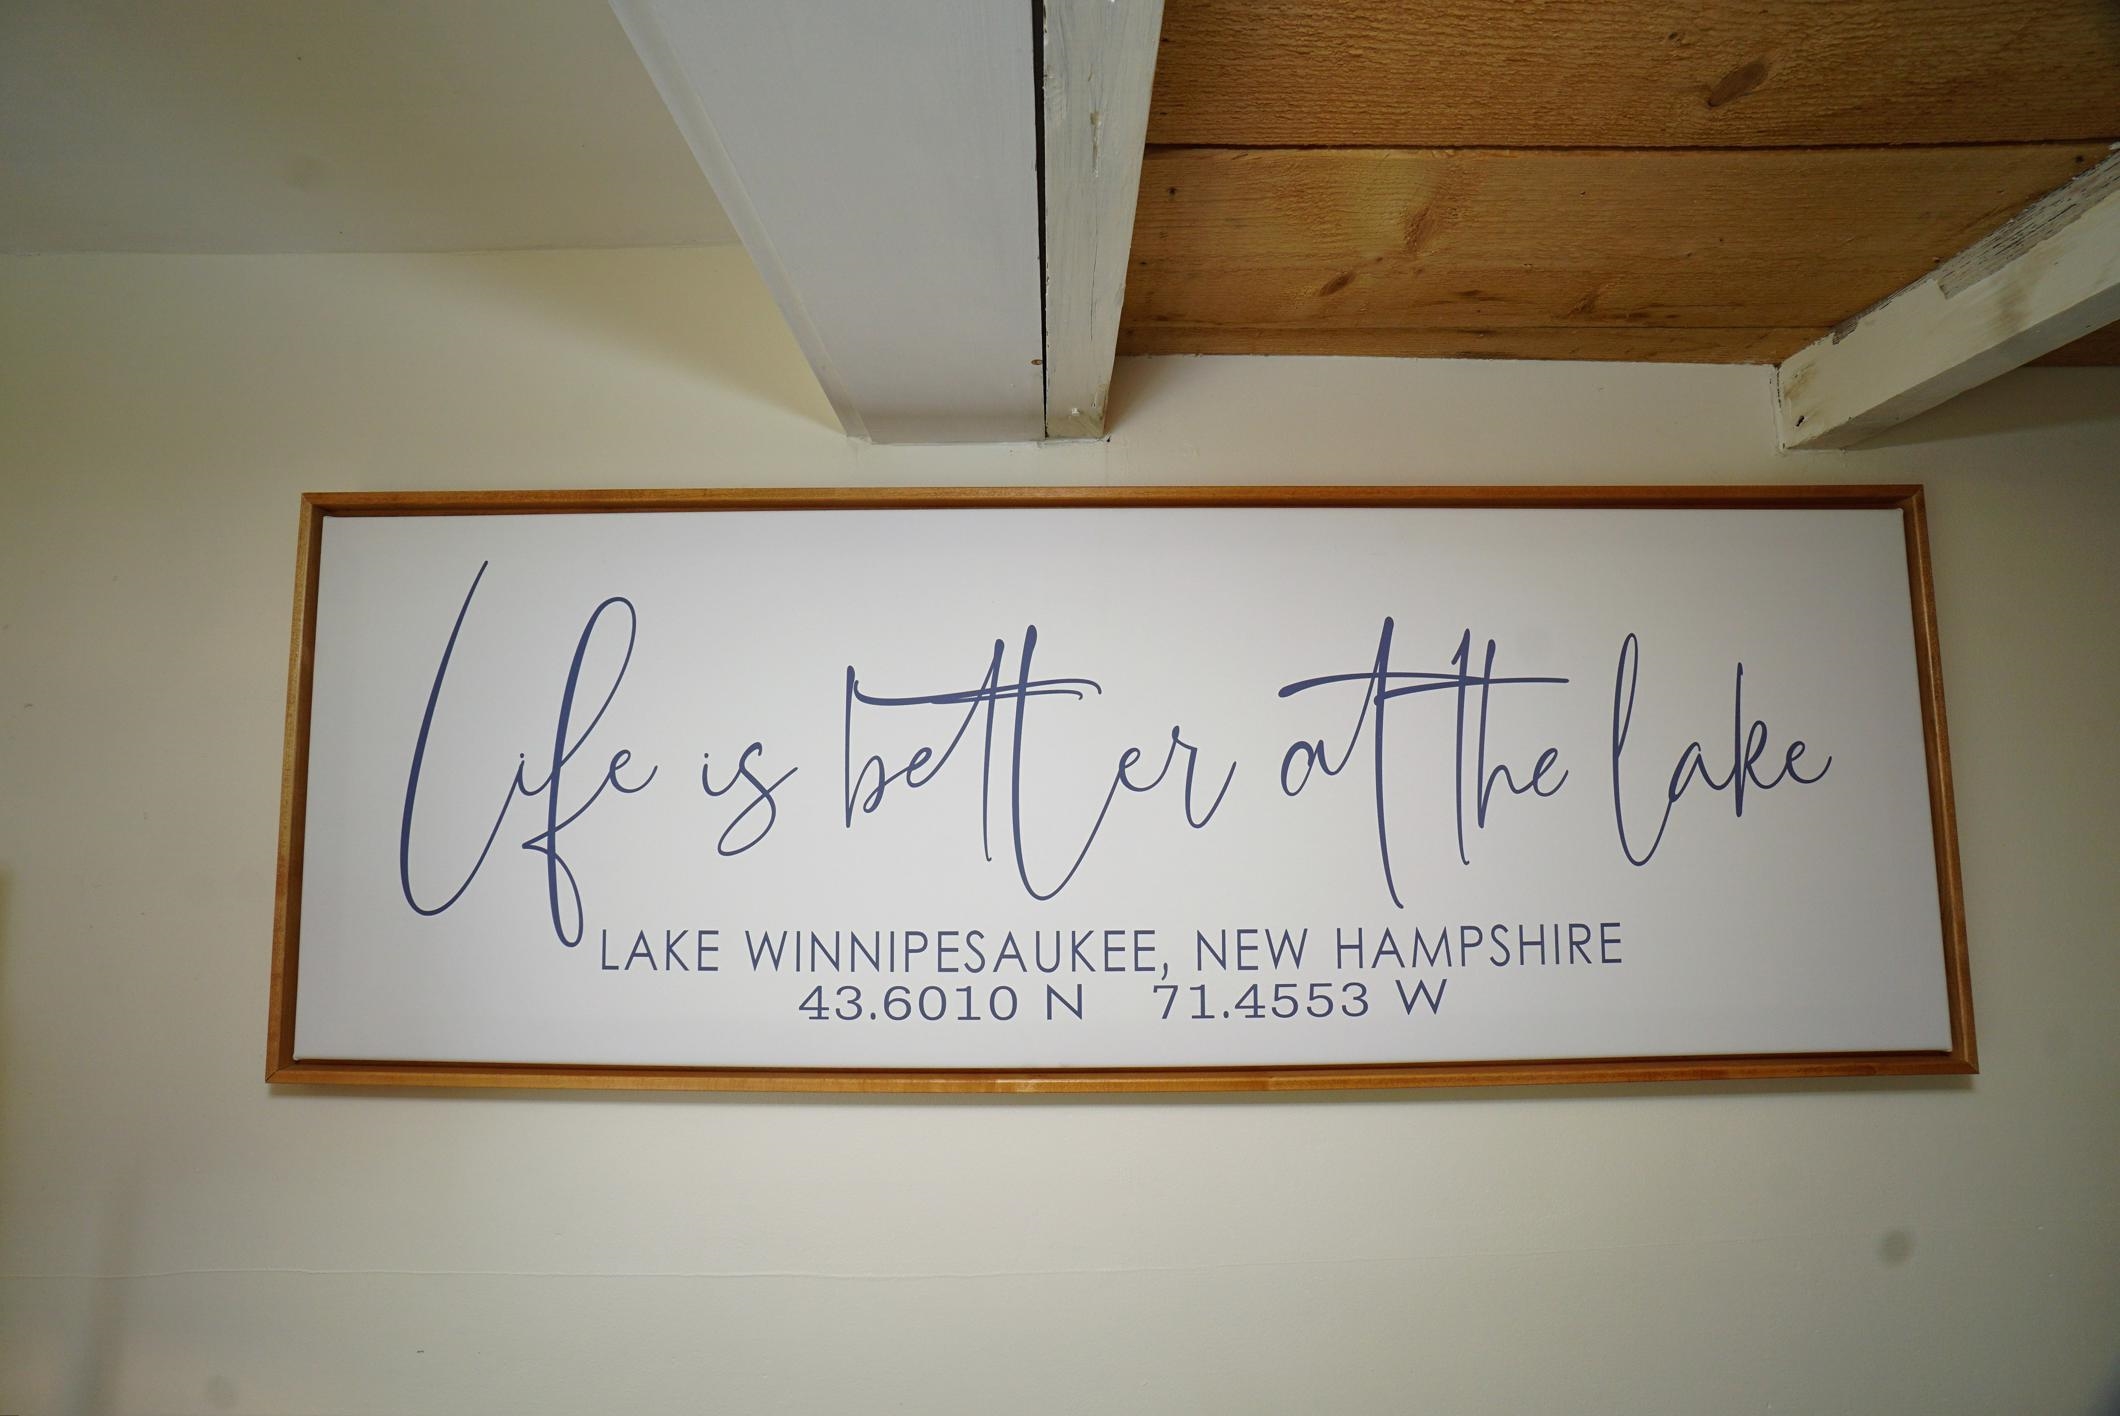 Life is better at the lake
LAKE WINNIPESAUKEE, NEW HAMPSHIRE
43.6010 N 71.4553 W